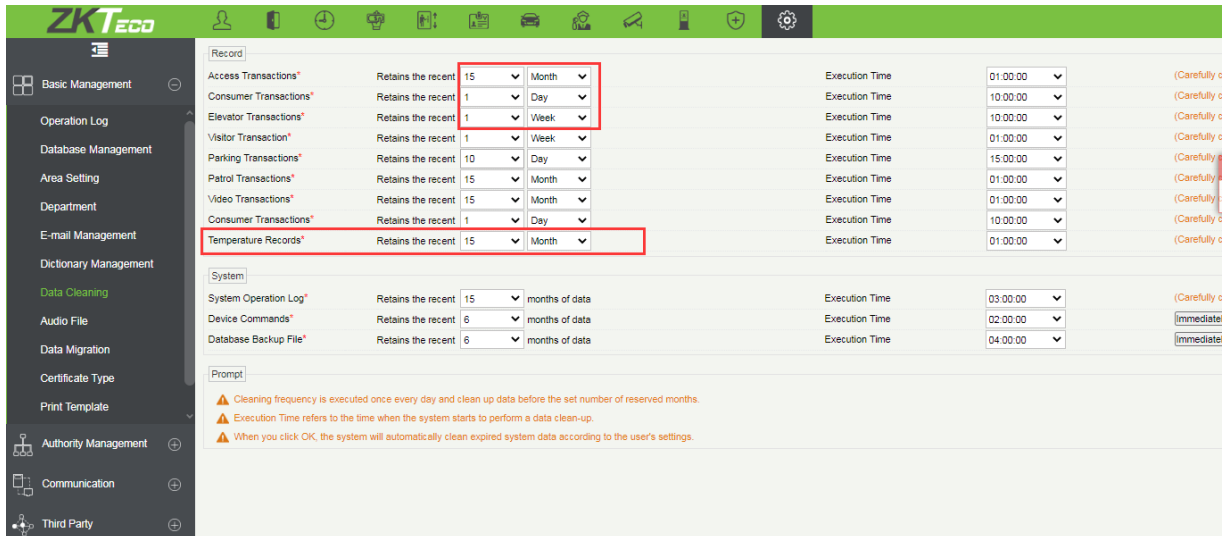 ZKTECO
Record
Basic Management
Access Transactions* Retains the recent 15 Month Execution Time 01:00:00 (Carefully
Consumer Transactions* Retains the recent 1 Day Execution Time 10:00:00 (Carefully
Operation Log
Elevator Transactions* Retains the recent 1 Week Execution Time 10:00:00 (Carefully
Visitor Transaction* Retains the recent 1 Week Execution Time 01:00:00 (Carefully
Database Management
Parking Transactions* Retains the recent 10 Day Execution Time 15:00:00 (Carefully
Area Setting
Patrol Transactions* Retains the recent 15 Month Execution Time 01:00:00 (Carefully
Video Transactions* Retains the recent 15 Month Execution Time 01:00:00 (Carefully
Department
Consumer Transactions* Retains the recent 1 Day Execution Time 10:00:00 (Carefully
E-mail Management
Temperature Records* Retains the recent 15 Month Execution Time 01:00:00 (Carefully
Dictionary Management
System
Data Cleaning
System Operation Log* Retains the recent 15 months of data Execution Time 03:00:00 (Carefully
Audio File
Device Commands* Retains the recent 6 months of data Execution Time 02:00:00 Immediatel
Database Backup File* Retains the recent 6 months of data Execution Time 04:00:00 Immediatel
Data Migration
Certificate Type
Prompt
Cleaning frequency is executed once every day and clean up data before the set number of reserved months.
Print Template
Execution Time refers to the time when the system starts to perform a data clean-up.
When you click OK, the system will automatically clean expired system data according to the user's settings.
Authority Management
Communication
Third Party